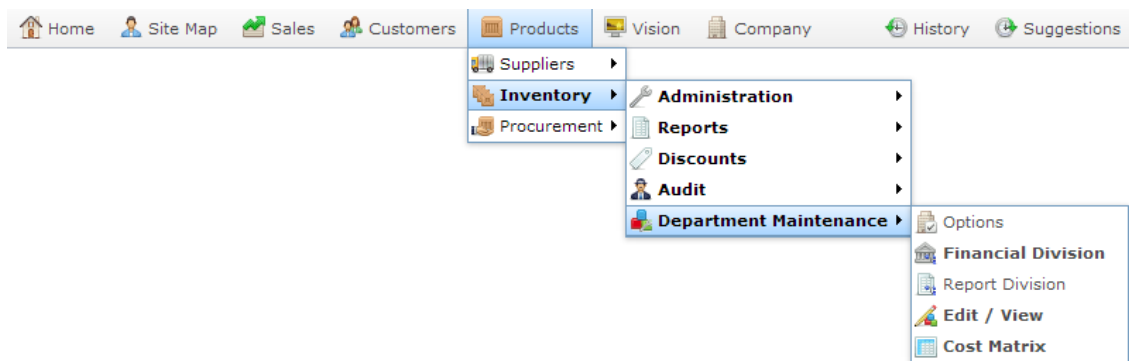 Home Site Map Sales Customers Products Vision Company History Suggestions
Suppliers
Inventory
Procurement
Administration
Reports
Discounts
Audit
Department Maintenance
Options
Financial Division
Report Division
Edit / View
Cost Matrix